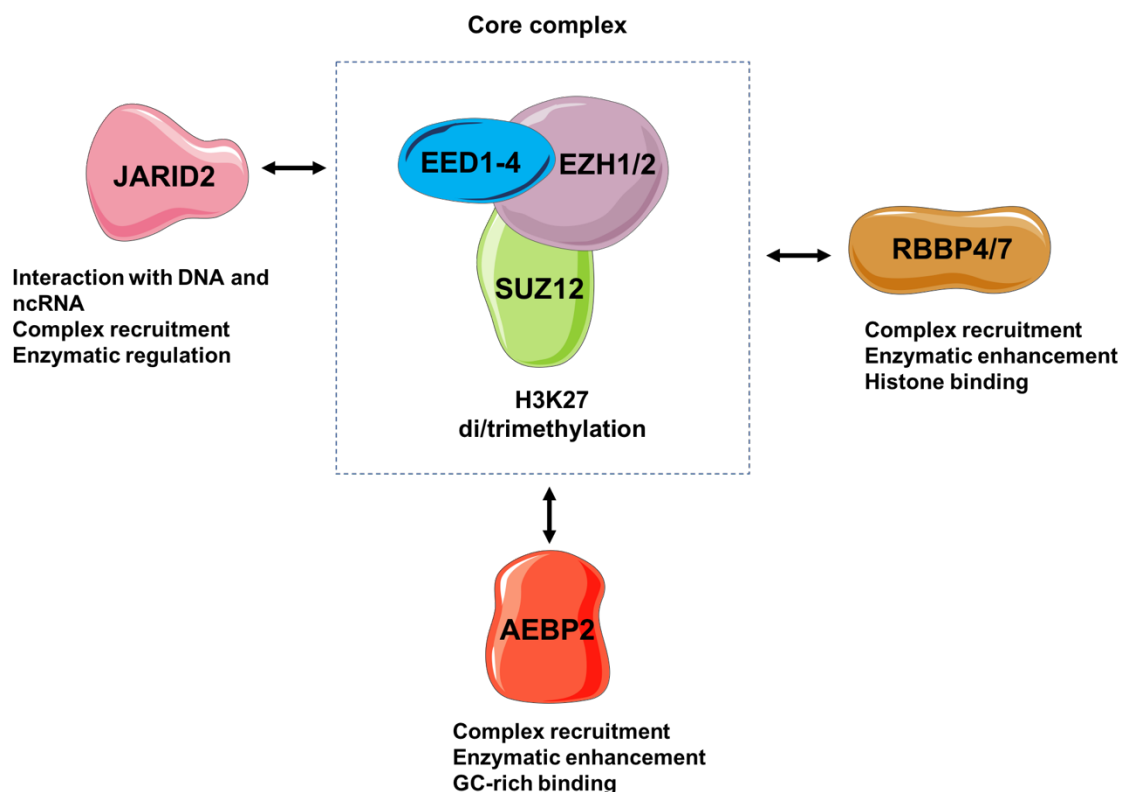 Core complex
JARID2
Interaction with DNA and
ncRNA
Complex recruitment
Enzymatic regulation
EED1-4
EZH1/2
SUZ12
H3K27
di/trimethylation
RBBP4/7
Complex recruitment
Enzymatic enhancement
Histone binding
AEBP2
Complex recruitment
Enzymatic enhancement
GC-rich binding